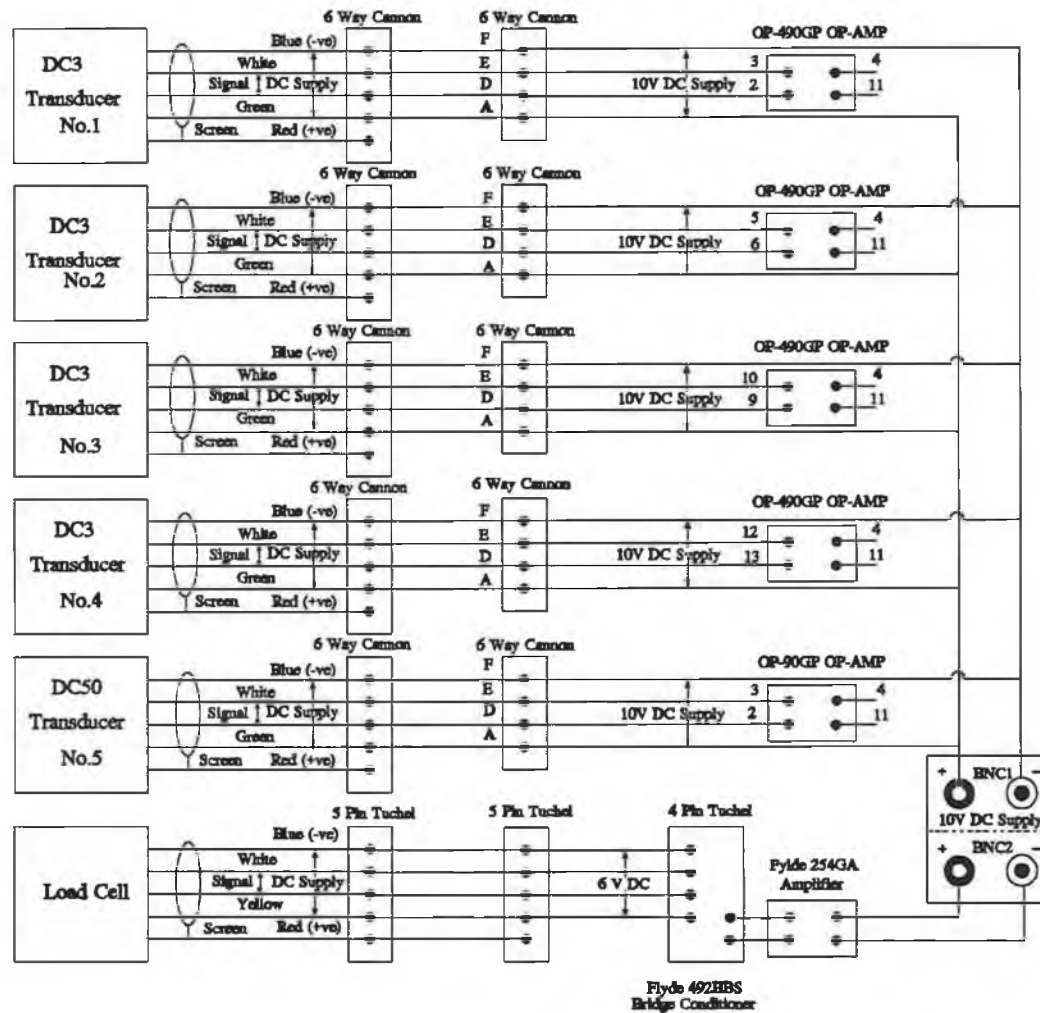 6 Way Cannon
6 Way Cannon
OP-490GP OP-AMP
DC3
Transducer
No.1
Blue (-ve)
White
Signal DC Supply
Green
Screen Red (+ve)
F
E
D
A
10V DC Supply
3
2
4
11
6 Way Cannon
6 Way Cannon
OP-490GP OP-AMP
DC3
Transducer
No.2
Blue (-ve)
White
Signal DC Supply
Green
Screen Red (+ve)
F
E
D
A
10V DC Supply
5
6
4
11
6 Way Cannon
6 Way Cannon
OP-490GP OP-AMP
DC3
Transducer
No.3
Blue (-ve)
White
Signal DC Supply
Green
Screen Red (+ve)
F
E
D
A
10V DC Supply
10
9
4
11
6 Way Cannon
6 Way Cannon
OP-490GP OP-AMP
DC3
Transducer
No.4
Blue (-ve)
White
Signal DC Supply
Green
Screen Red (+ve)
F
E
D
A
10V DC Supply
12
13
4
11
6 Way Cannon
6 Way Cannon
OP-90GP OP-AMP
DC50
Transducer
No.5
Blue (-ve)
White
Signal DC Supply
Green
Screen Red (+ve)
F
E
D
A
10V DC Supply
3
2
4
11
+ BNC1 −
10V DC Supply
+ BNC2 −
5 Pin Tuchel
5 Pin Tuchel
4 Pin Tuchel
Load Cell
Blue (-ve)
White
Signal DC Supply
Yellow
Screen Red (+ve)
6 V DC
Fylde 254GA
Amplifier
Flyde 492BBS
Bridge Conditioner